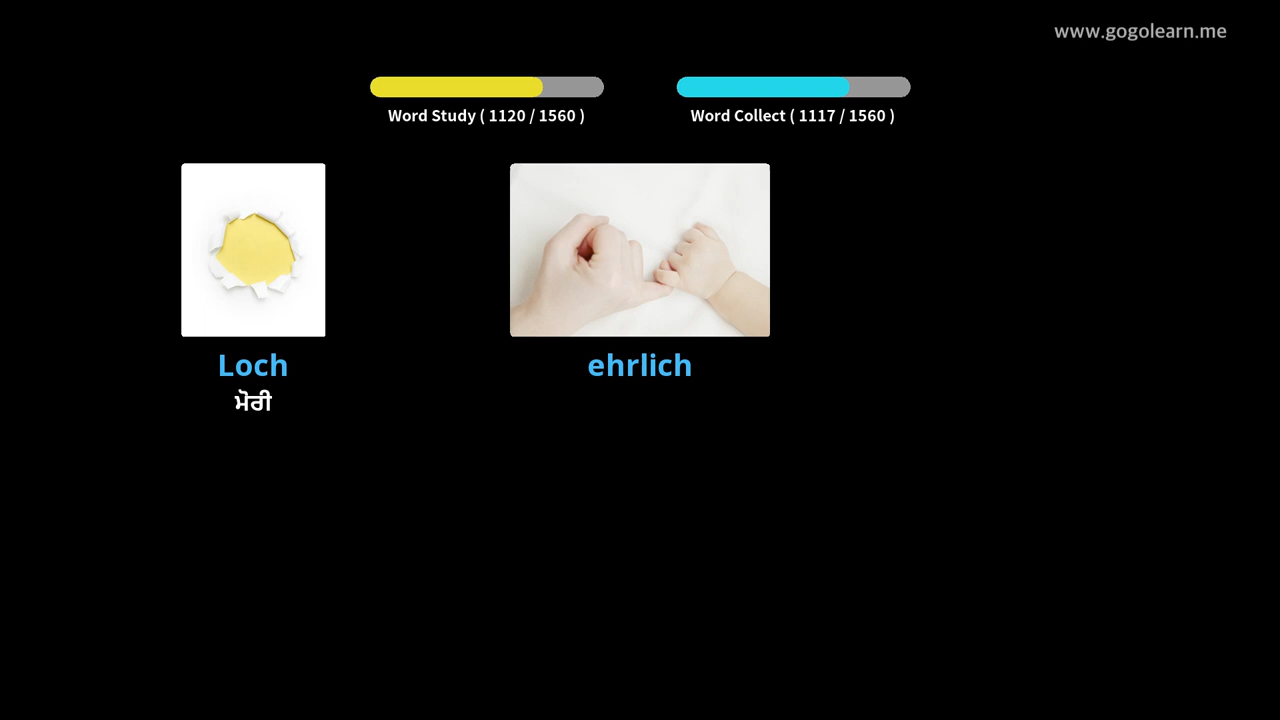 www.gogolearn.me
Word Study ( 1120 / 1560 )
Word Collect ( 1117 / 1560 )
Loch
ਮੋਰੀ
ehrlich